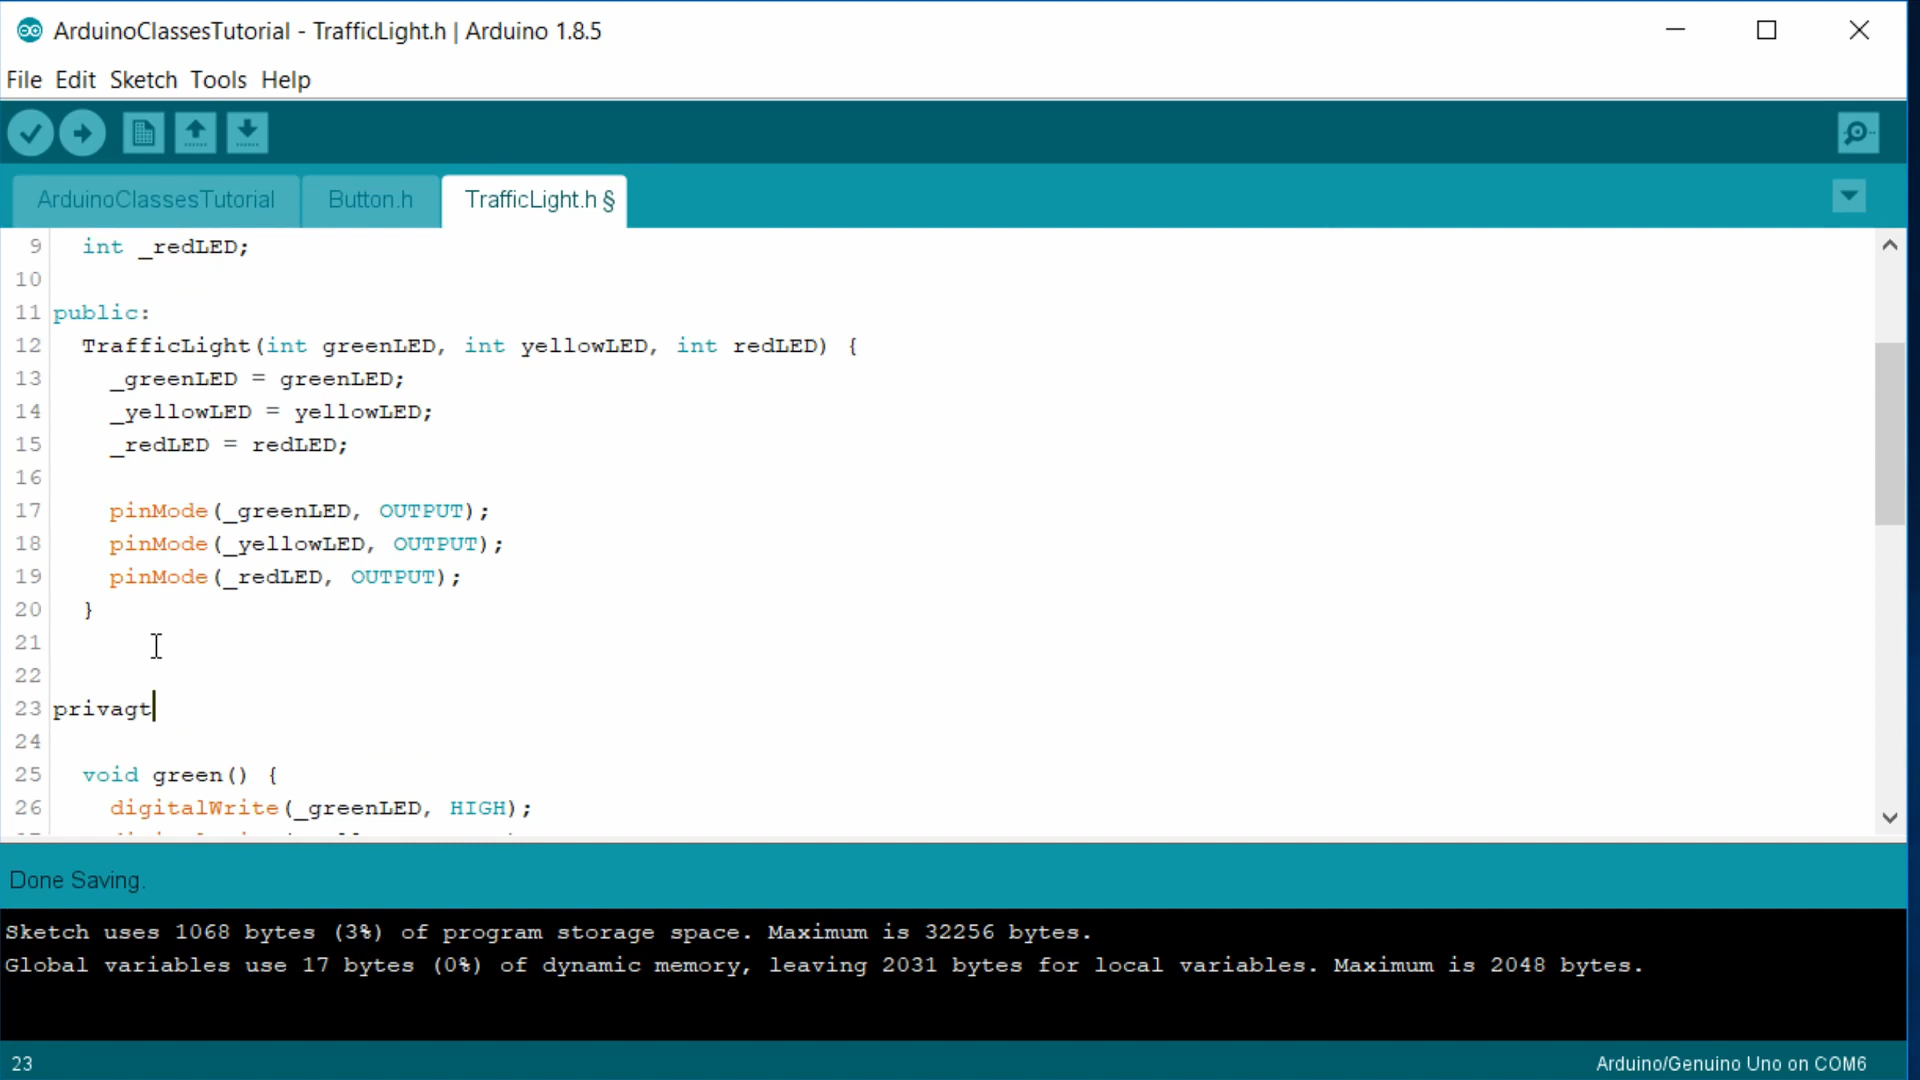 ArduinoClassesTutorial - TrafficLight.h | Arduino 1.8.5
File Edit Sketch Tools Help
ArduinoClassesTutorial Button.h TrafficLight.h §
9 int _redLED;
10
11 public:
12 TrafficLight(int greenLED, int yellowLED, int redLED) {
13 _greenLED = greenLED;
14 _yellowLED = yellowLED;
15 _redLED = redLED;
16
17 pinMode(_greenLED, OUTPUT);
18 pinMode(_yellowLED, OUTPUT);
19 pinMode(_redLED, OUTPUT);
20 }
21
22
23 privagt
24
25 void green() {
26 digitalWrite(_greenLED, HIGH);
Done Saving.
Sketch uses 1068 bytes (3%) of program storage space. Maximum is 32256 bytes.
Global variables use 17 bytes (0%) of dynamic memory, leaving 2031 bytes for local variables. Maximum is 2048 bytes.
23 Arduino/Genuino Uno on COM6